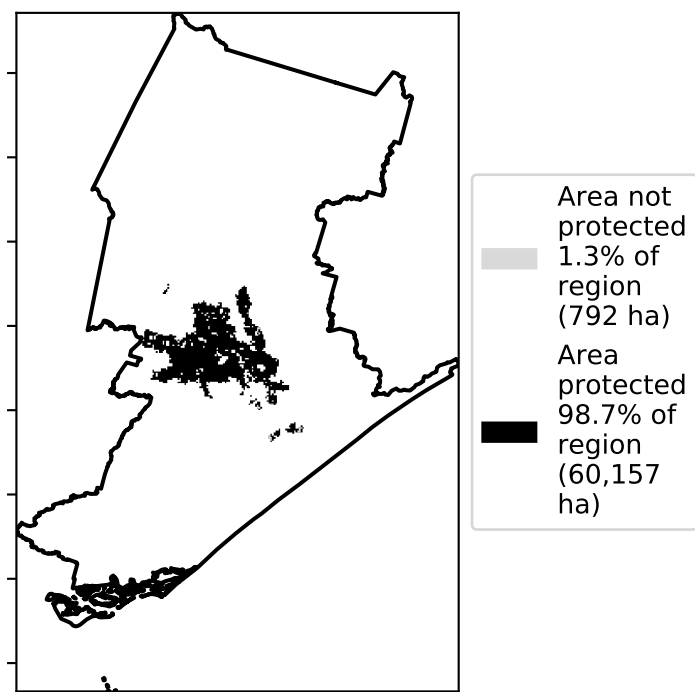 Area not
protected
1.3% of
region
(792 ha)
Area
protected
98.7% of
region
(60,157
ha)